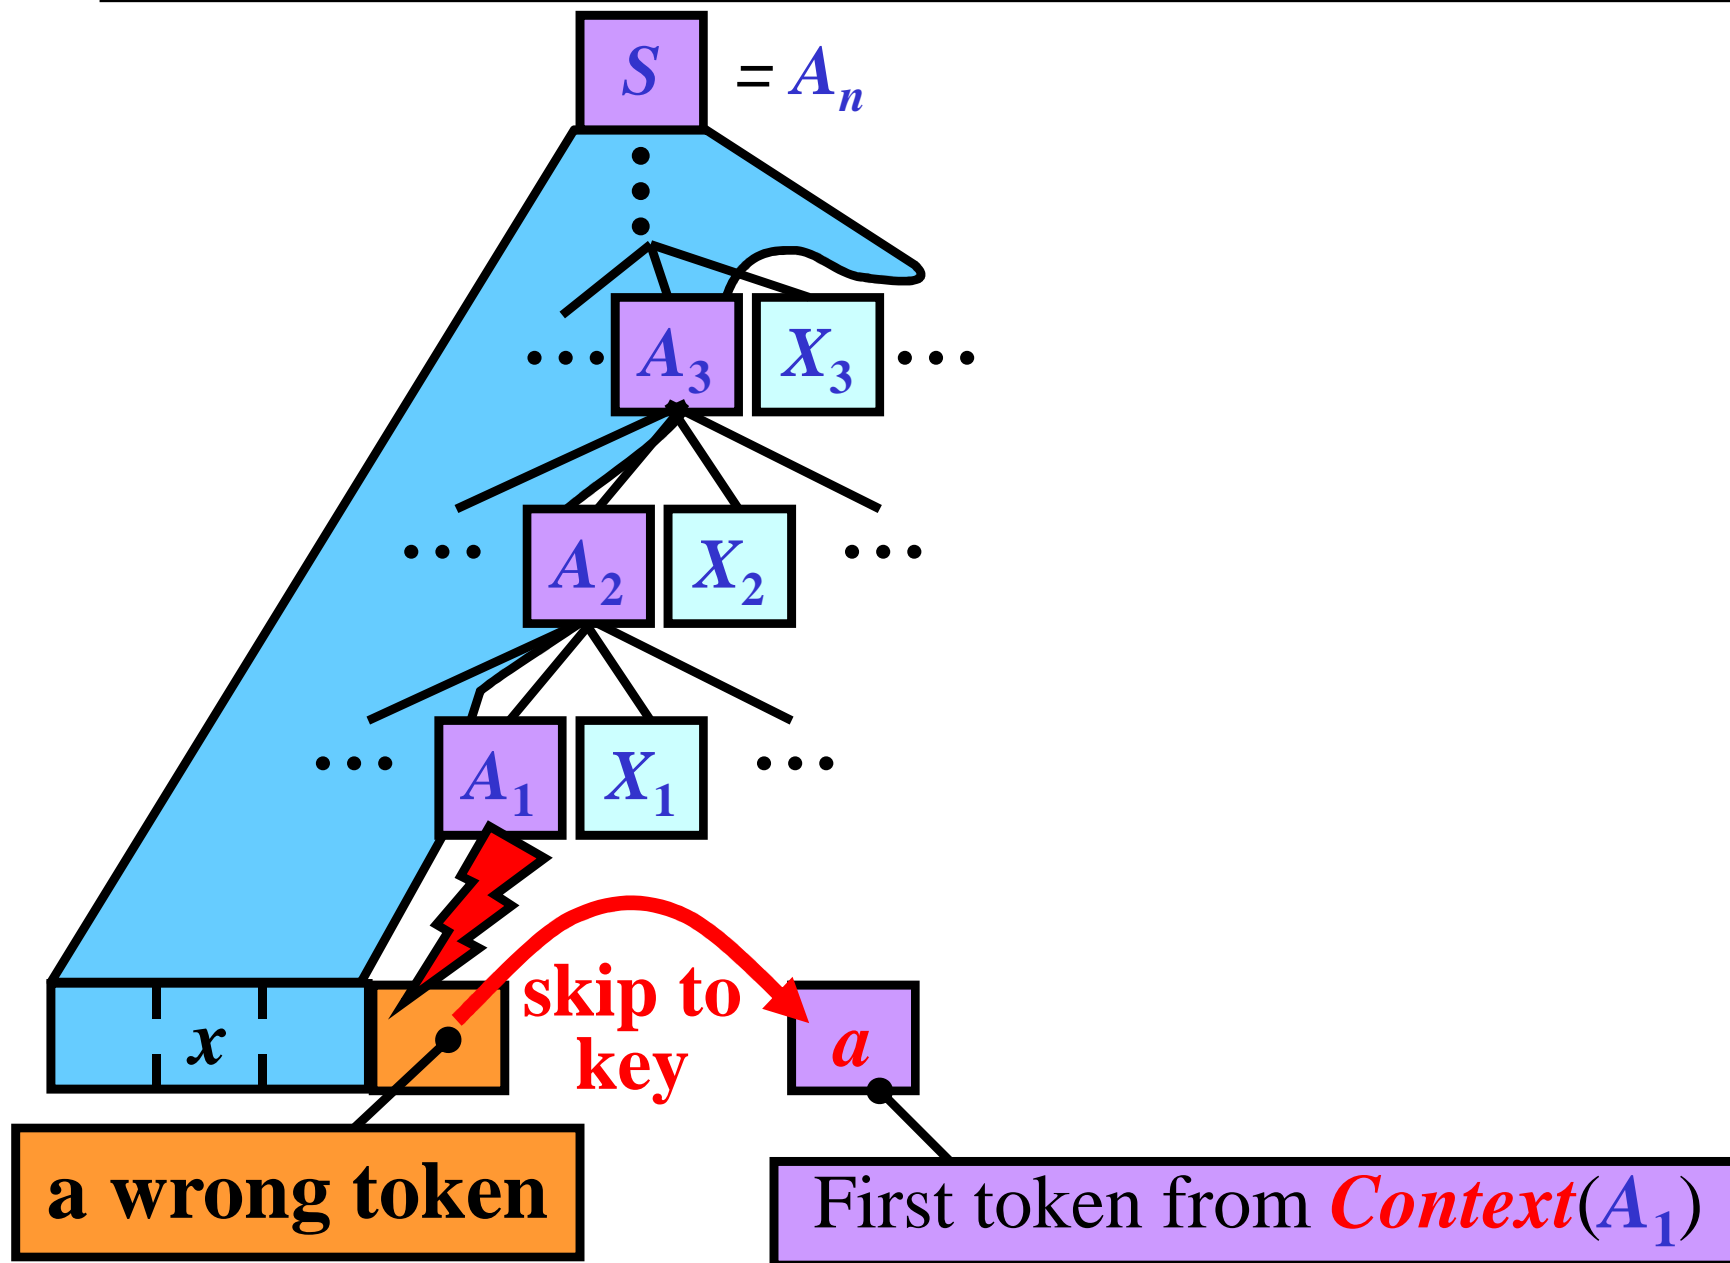 S = Aₙ
••• A₃ X₃ •••
••• A₂ X₂ •••
••• A₁ X₁ •••
skip to
key
x
a
a wrong token
First token from Context(A₁)